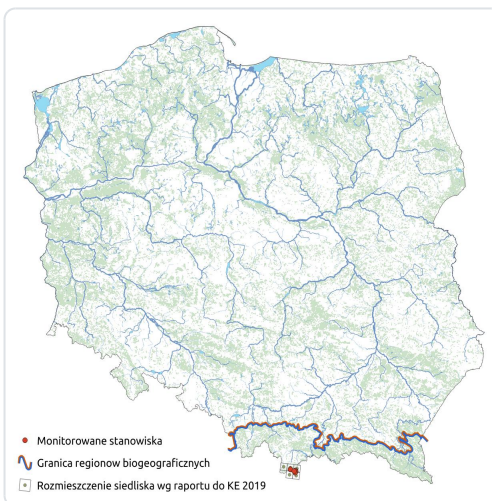 Monitorowane stanowiska
Granica regionow biogeograficznych
Rozmieszczenie siedliska wg raportu do KE 2019